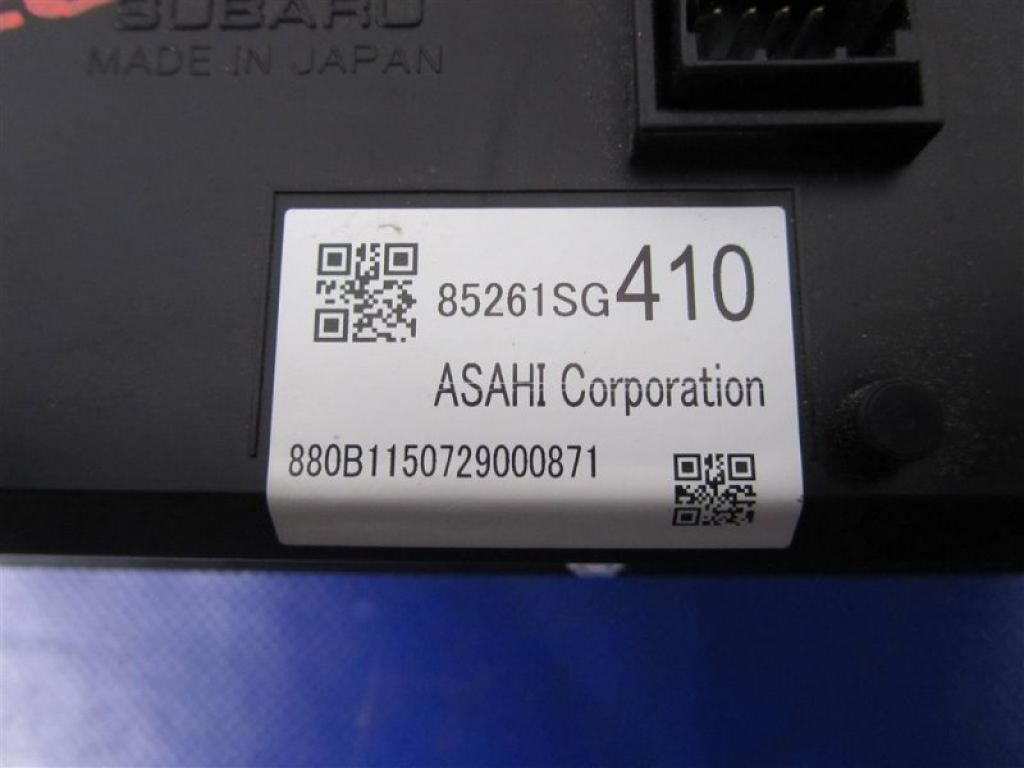 SUBARU
MADE IN JAPAN
85261SG410
ASAHI Corporation
880B1150729000871